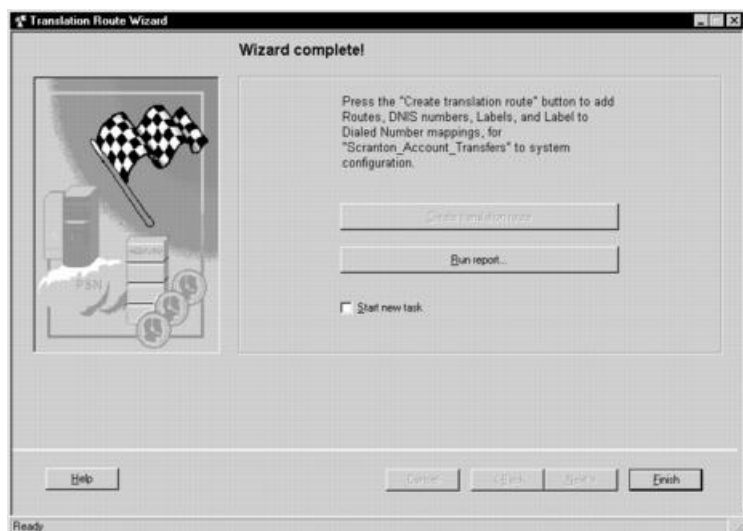 Translation Route Wizard
Wizard complete!
Press the "Create translation route" button to add
Routes, DNIS numbers, Labels, and Label to
Dialed Number mappings, for
"Scranton_Account_Transfers" to system
configuration.
Create translation route
Run report...
Start new task
PSN
Help
Cancel
< Back
Next >
Finish
Ready